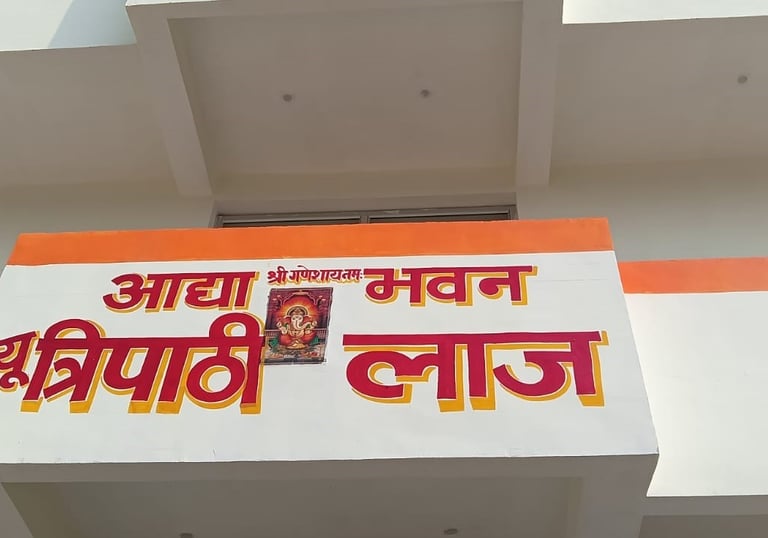 आद्या श्री गणेशाय नमः भवन
न्यू त्रिपाठी लाज